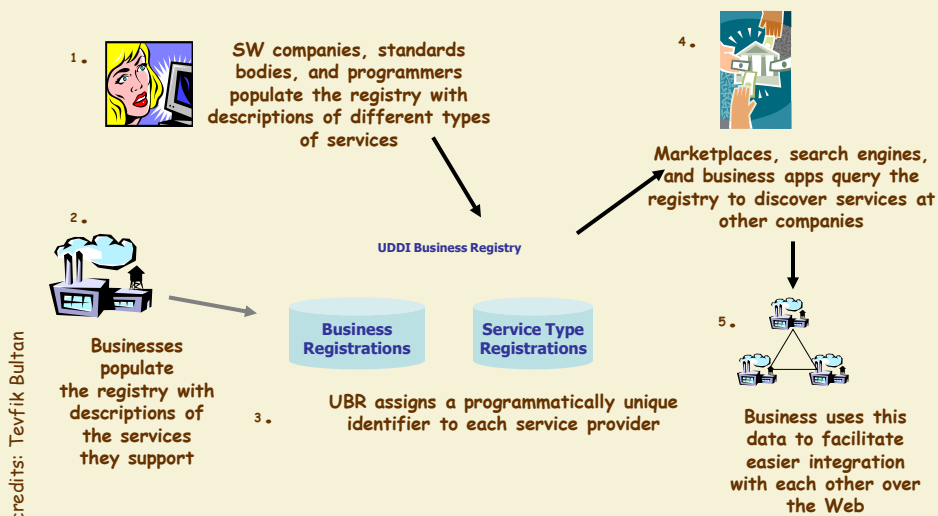 1.
SW companies, standards
bodies, and programmers
populate the registry with
descriptions of different types
of services
2.
Businesses
populate
the registry with
descriptions of
the services
they support
UDDI Business Registry
Business
Registrations
Service Type
Registrations
3.
UBR assigns a programmatically unique
identifier to each service provider
4.
Marketplaces, search engines,
and business apps query the
registry to discover services at
other companies
5.
Business uses this
data to facilitate
easier integration
with each other over
the Web
credits: Tevfik Bultan